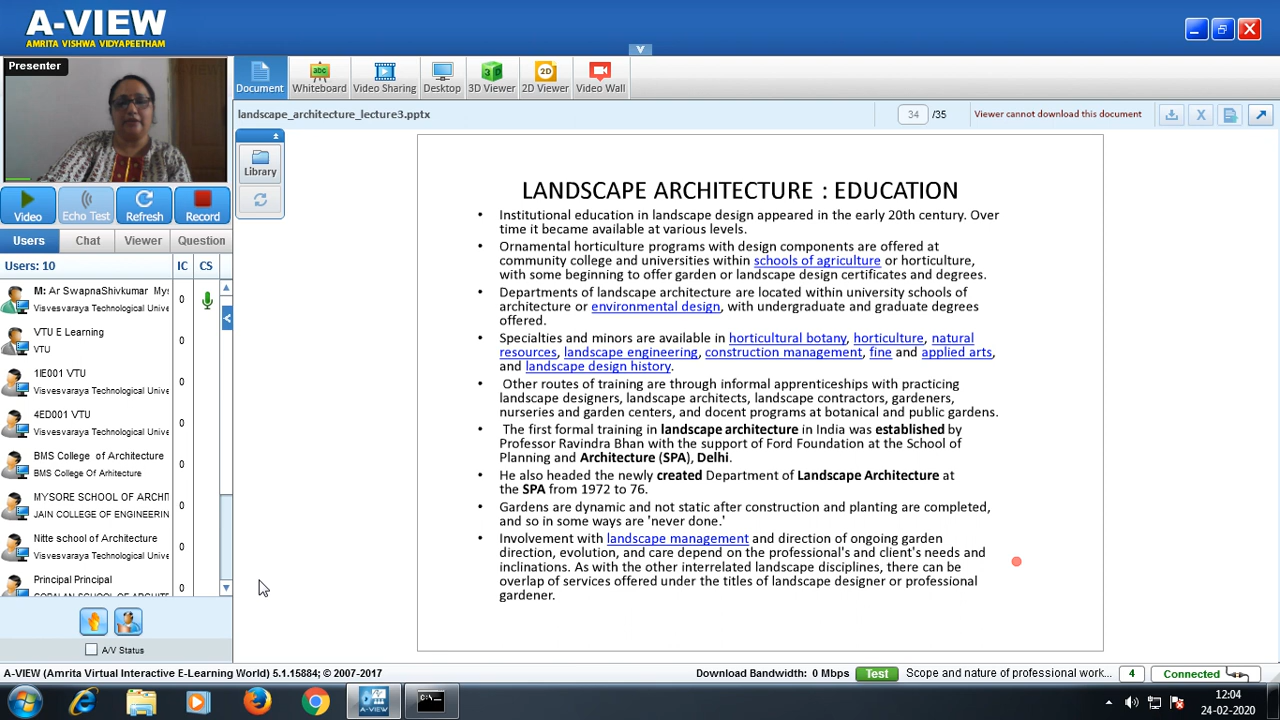 A-VIEW
AMRITA VISHWA VIDYAPEETHAM
Presenter
Document
abc
Whiteboard
Video Sharing
Desktop
3D
3D Viewer
2D
2D Viewer
Video Wall
landscape_architecture_lecture3.pptx
34 /35
Viewer cannot download this document
X
Library
Video
Echo Test
Refresh
Record
Users
Chat
Viewer
Question
Users: 10
IC
CS
M: Ar SwapnaShivkumar Mys
Visvesvaraya Technological Unive
0
VTU E Learning
VTU
0
1IE001 VTU
Visvesvaraya Technological Unive
0
4ED001 VTU
Visvesvaraya Technological Unive
0
BMS College of Architecture
BMS College Of Arhitecture
0
MYSORE SCHOOL OF ARCHIT
JAIN COLLEGE OF ENGINEERIN
0
Nitte school of Architecture
Visvesvaraya Technological Unive
0
Principal Principal
0
A/V Status
LANDSCAPE ARCHITECTURE : EDUCATION
• Institutional education in landscape design appeared in the early 20th century. Over
time it became available at various levels.
• Ornamental horticulture programs with design components are offered at
community college and universities within schools of agriculture or horticulture,
with some beginning to offer garden or landscape design certificates and degrees.
• Departments of landscape architecture are located within university schools of
architecture or environmental design, with undergraduate and graduate degrees
offered.
• Specialties and minors are available in horticultural botany, horticulture, natural
resources, landscape engineering, construction management, fine and applied arts,
and landscape design history.
• Other routes of training are through informal apprenticeships with practicing
landscape designers, landscape architects, landscape contractors, gardeners,
nurseries and garden centers, and docent programs at botanical and public gardens.
• The first formal training in landscape architecture in India was established by
Professor Ravindra Bhan with the support of Ford Foundation at the School of
Planning and Architecture (SPA), Delhi.
• He also headed the newly created Department of Landscape Architecture at
the SPA from 1972 to 76.
• Gardens are dynamic and not static after construction and planting are completed,
and so in some ways are 'never done.'
• Involvement with landscape management and direction of ongoing garden
direction, evolution, and care depend on the professional's and client's needs and
inclinations. As with the other interrelated landscape disciplines, there can be
overlap of services offered under the titles of landscape designer or professional
gardener.
A-VIEW (Amrita Virtual Interactive E-Learning World) 5.1.15884; © 2007-2017
Download Bandwidth: 0 Mbps
Test
Scope and nature of professional work...
4
Connected
C:\
12:04
24-02-2020